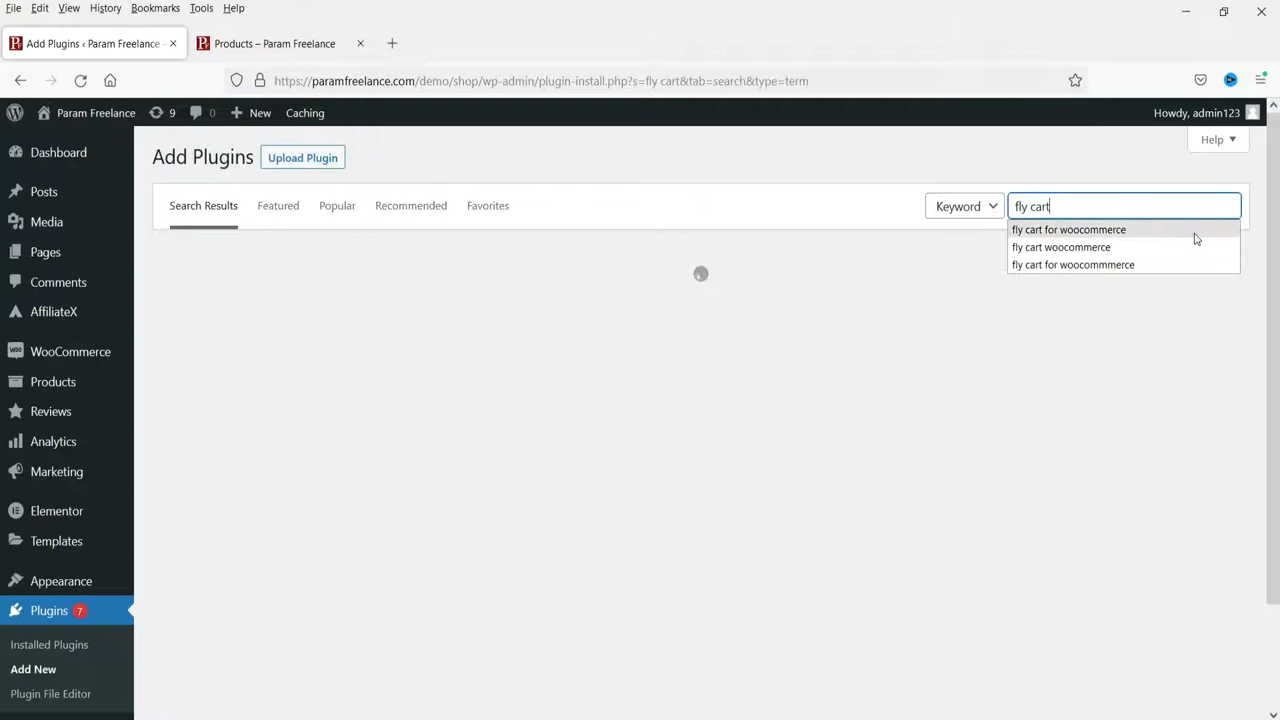 File Edit View History Bookmarks Tools Help
Add Plugins ‹ Param Freelance –
Products – Param Freelance
https://paramfreelance.com/demo/shop/wp-admin/plugin-install.php?s=fly cart&tab=search&type=term
Param Freelance 9 0 New Caching Howdy, admin123
Dashboard
Posts
Media
Pages
Comments
AffiliateX
WooCommerce
Products
Reviews
Analytics
Marketing
Elementor
Templates
Appearance
Plugins 7
Installed Plugins
Add New
Plugin File Editor
Help
Add Plugins Upload Plugin
Search Results Featured Popular Recommended Favorites Keyword fly cart
fly cart for woocommerce
fly cart woocommerce
fly cart for woocommmerce